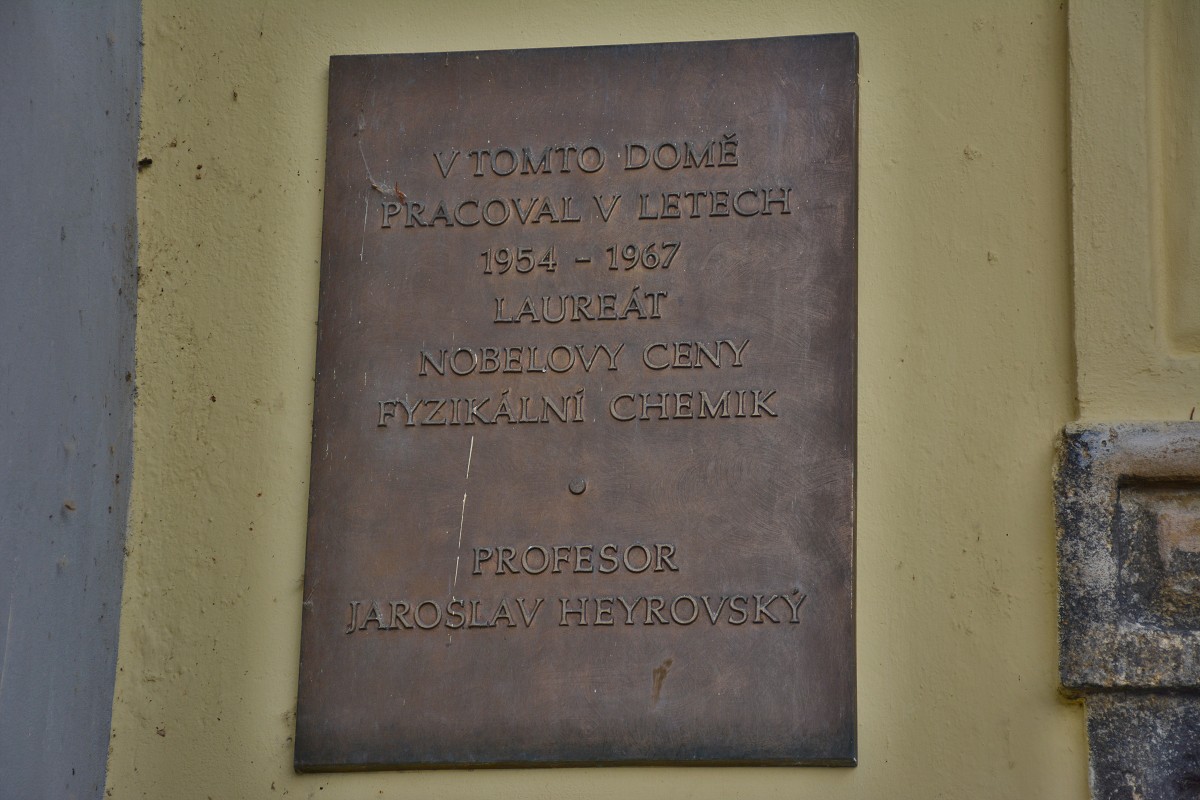 V TOMTO DOMĚ
PRACOVAL V LETECH
1954 - 1967
LAUREÁT
NOBELOVY CENY
FYZIKÁLNÍ CHEMIK
PROFESOR
JAROSLAV HEYROVSKÝ